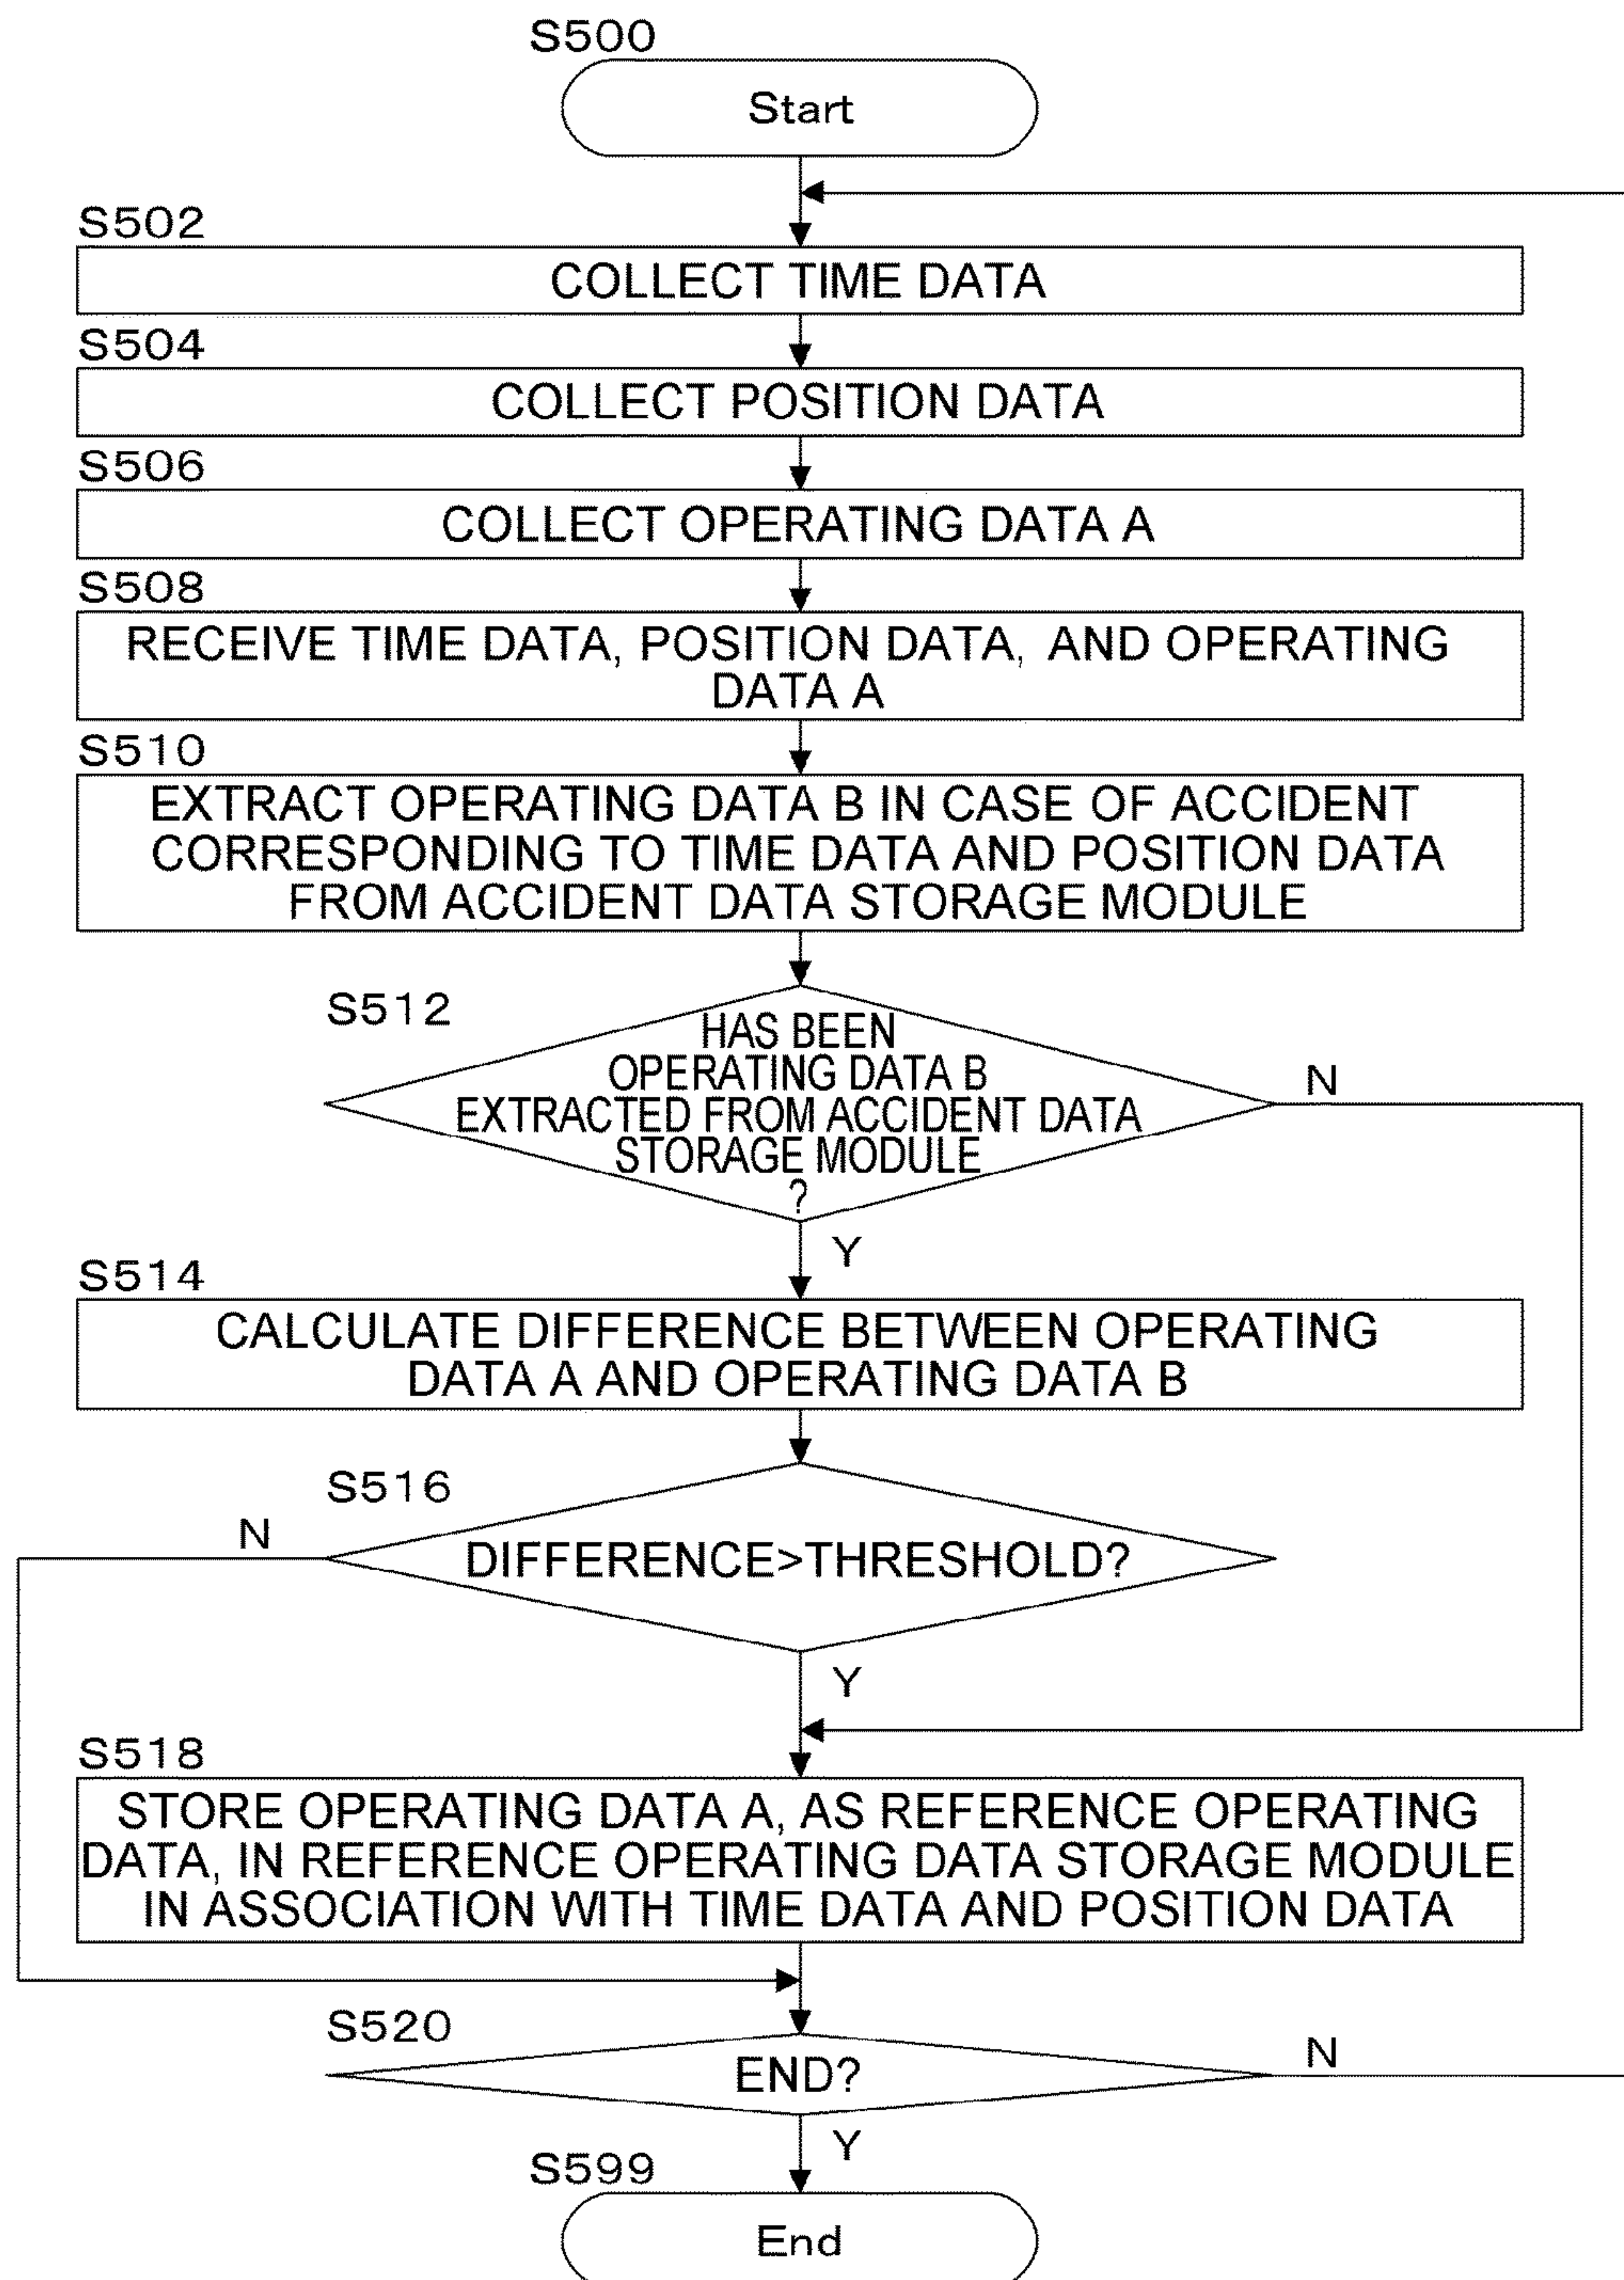 S500
Start
S502
COLLECT TIME DATA
S504
COLLECT POSITION DATA
S506
COLLECT OPERATING DATA A
S508
RECEIVE TIME DATA, POSITION DATA, AND OPERATING
DATA A
S510
EXTRACT OPERATING DATA B IN CASE OF ACCIDENT
CORRESPONDING TO TIME DATA AND POSITION DATA
FROM ACCIDENT DATA STORAGE MODULE
S512
HAS BEEN
OPERATING DATA B
EXTRACTED FROM ACCIDENT DATA
STORAGE MODULE
?
N
Y
S514
CALCULATE DIFFERENCE BETWEEN OPERATING
DATA A AND OPERATING DATA B
S516
N
DIFFERENCE>THRESHOLD?
Y
S518
STORE OPERATING DATA A, AS REFERENCE OPERATING
DATA, IN REFERENCE OPERATING DATA STORAGE MODULE
IN ASSOCIATION WITH TIME DATA AND POSITION DATA
S520
END?
N
Y
S599
End